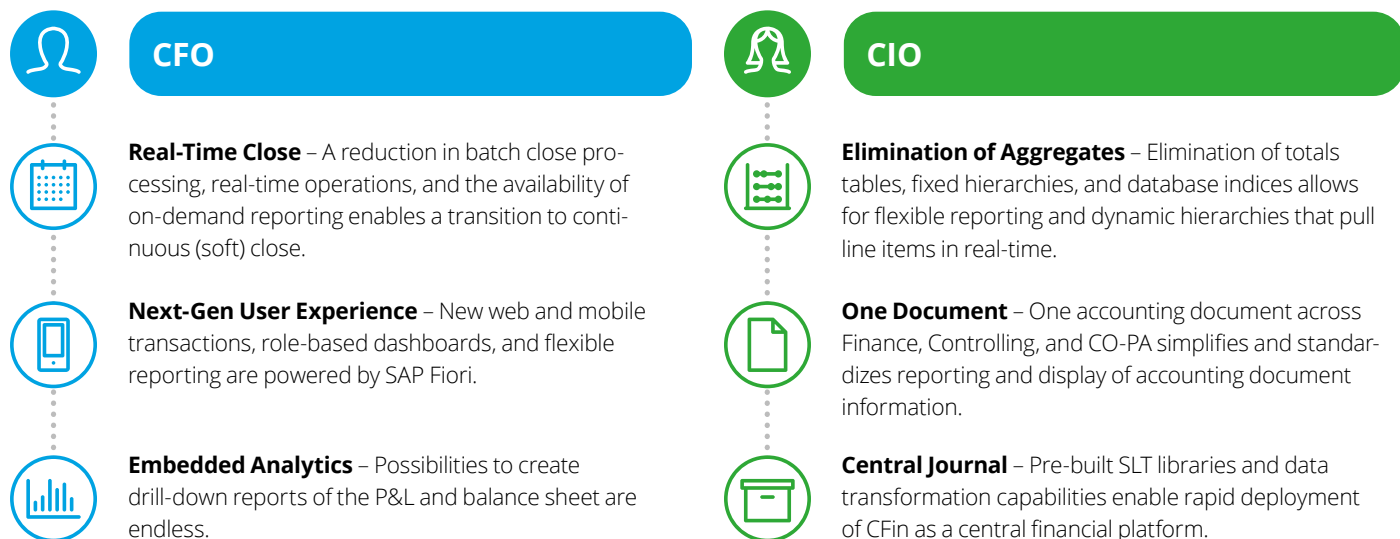 CFO
Real-Time Close – A reduction in batch close pro-
cessing, real-time operations, and the availability of
on-demand reporting enables a transition to conti-
nuous (soft) close.
Next-Gen User Experience – New web and mobile
transactions, role-based dashboards, and flexible
reporting are powered by SAP Fiori.
Embedded Analytics – Possibilities to create
drill-down reports of the P&L and balance sheet are
endless.
CIO
Elimination of Aggregates – Elimination of totals
tables, fixed hierarchies, and database indices allows
for flexible reporting and dynamic hierarchies that pull
line items in real-time.
One Document – One accounting document across
Finance, Controlling, and CO-PA simplifies and standar-
dizes reporting and display of accounting document
information.
Central Journal – Pre-built SLT libraries and data
transformation capabilities enable rapid deployment
of CFin as a central financial platform.